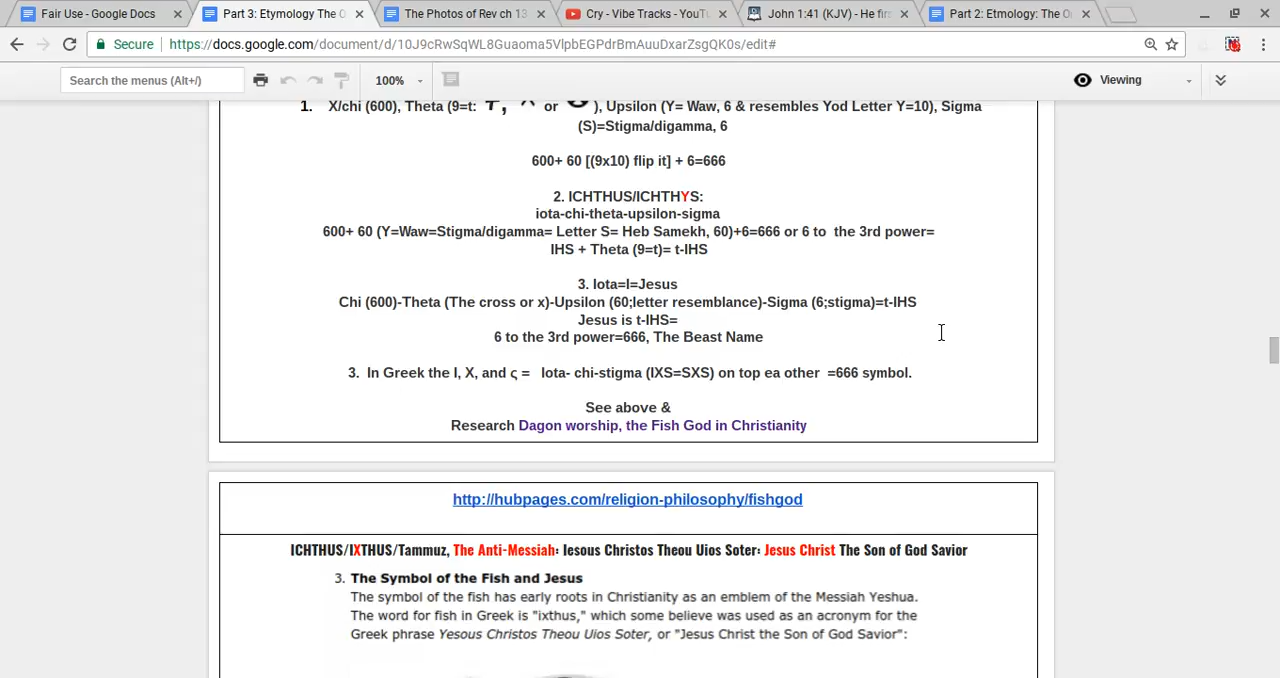 Fair Use - Google Docs
Part 3: Etymology The O
The Photos of Rev ch 13
Cry - Vibe Tracks - YouTu
John 1:41 (KJV) - He firs
Part 2: Etmology: The Or
Secure
https://docs.google.com/document/d/10J9cRwSqWL8Guaoma5VlpbEGPdrBmAuuDxarZsgQK0s/edit#
Search the menus (Alt+/)
100%
Viewing
1. X/chi (600), Theta (9=t: or ), Upsilon (Y= Waw, 6 & resembles Yod Letter Y=10), Sigma
(S)=Stigma/digamma, 6
600+ 60 [(9x10) flip it] + 6=666
2. ICHTHUS/ICHTHYS:
iota-chi-theta-upsilon-sigma
600+ 60 (Y=Waw=Stigma/digamma= Letter S= Heb Samekh, 60)+6=666 or 6 to the 3rd power=
IHS + Theta (9=t)= t-IHS
3. Iota=I=Jesus
Chi (600)-Theta (The cross or x)-Upsilon (60;letter resemblance)-Sigma (6;stigma)=t-IHS
Jesus is t-IHS=
6 to the 3rd power=666, The Beast Name
3. In Greek the I, X, and ς = Iota- chi-stigma (IXS=SXS) on top ea other =666 symbol.
See above &
Research Dagon worship, the Fish God in Christianity
http://hubpages.com/religion-philosophy/fishgod
ICHTHUS/IXTHUS/Tammuz, The Anti-Messiah: Iesous Christos Theou Uios Soter: Jesus Christ The Son of God Savior
3. The Symbol of the Fish and Jesus
The symbol of the fish has early roots in Christianity as an emblem of the Messiah Yeshua.
The word for fish in Greek is "ixthus," which some believe was used as an acronym for the
Greek phrase Yesous Christos Theou Uios Soter, or "Jesus Christ the Son of God Savior":